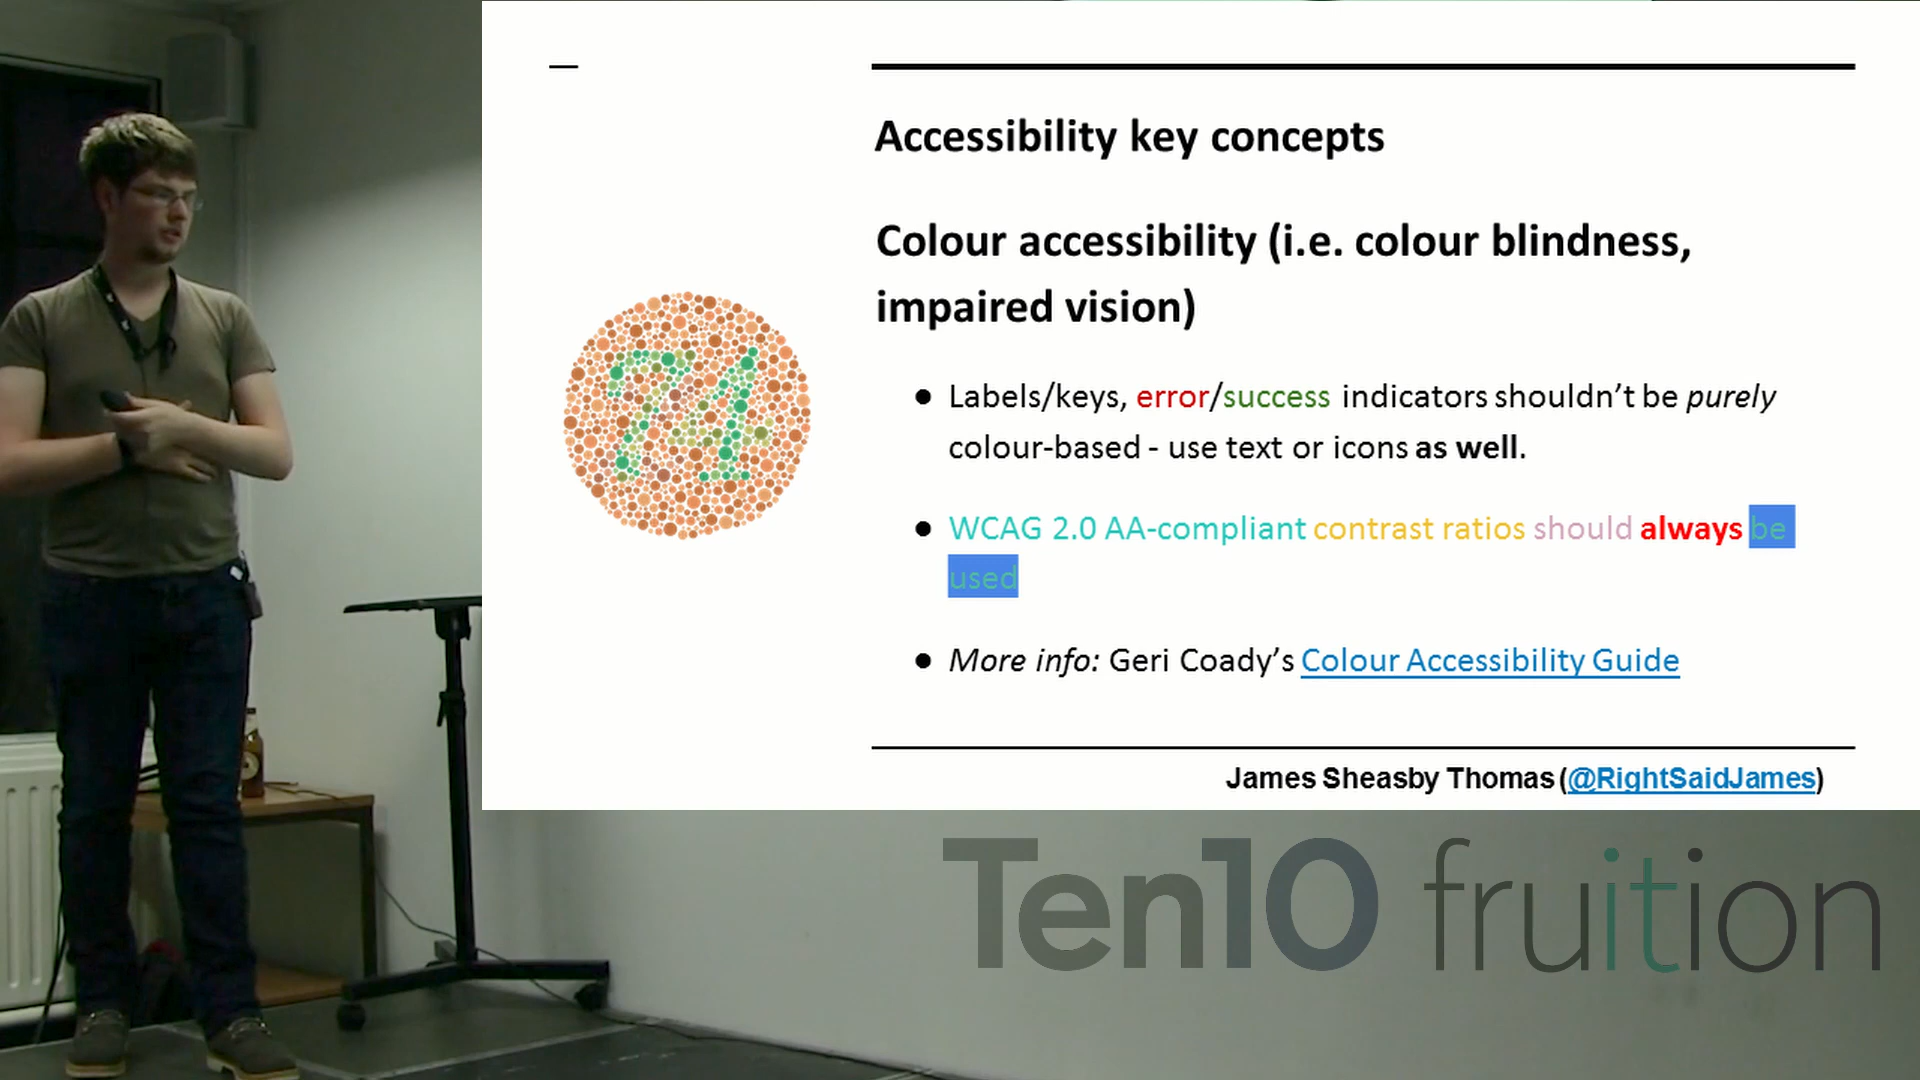 Accessibility key concepts
Colour accessibility (i.e. colour blindness,
impaired vision)
74
● Labels/keys, error/success indicators shouldn’t be purely
colour-based - use text or icons as well.
● WCAG 2.0 AA-compliant contrast ratios should always be
used
● More info: Geri Coady’s Colour Accessibility Guide
James Sheasby Thomas (@RightSaidJames)
Ten10 fruition